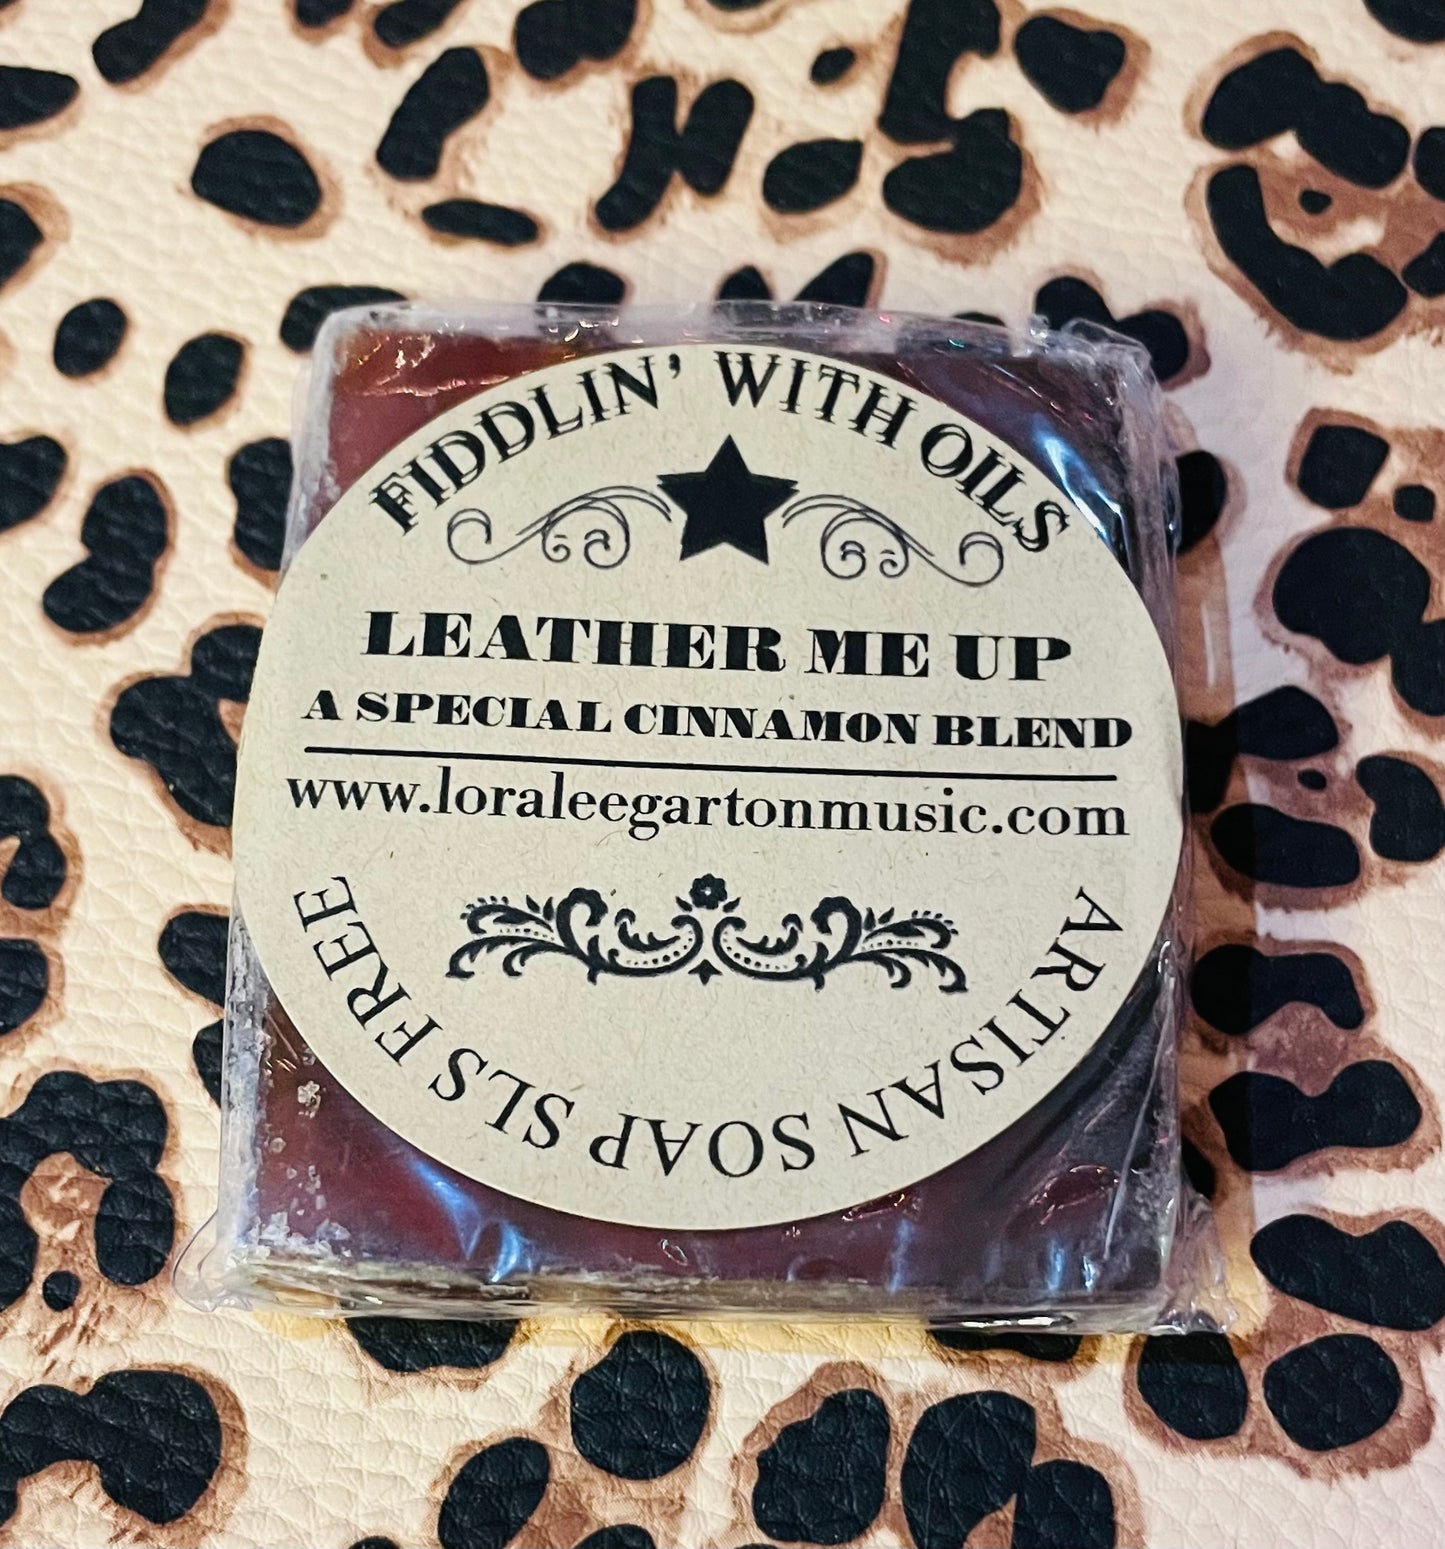 FIDDLIN' WITH OILS
LEATHER ME UP
A SPECIAL CINNAMON BLEND
www.loraleegartonmusic.com
ARTISAN SOAP SLS FREE